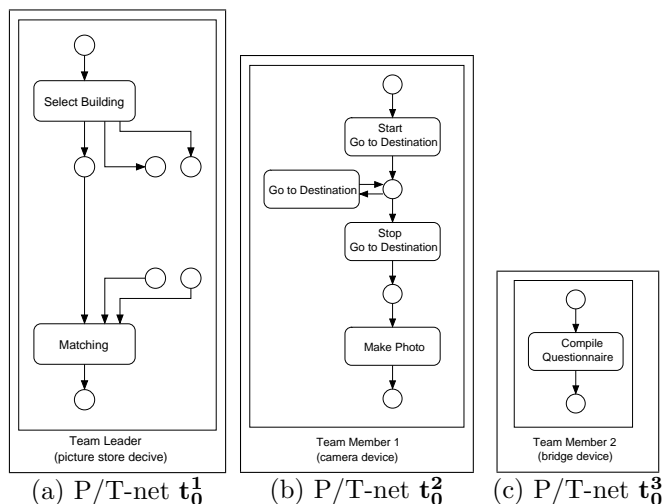 Select Building
Matching
Team Leader
(picture store decive)
(a) P/T-net t₀¹
Start
Go to Destination
Go to Destination
Stop
Go to Destination
Make Photo
Team Member 1
(camera device)
(b) P/T-net t₀²
Compile
Questionnaire
Team Member 2
(bridge device)
(c) P/T-net t₀³